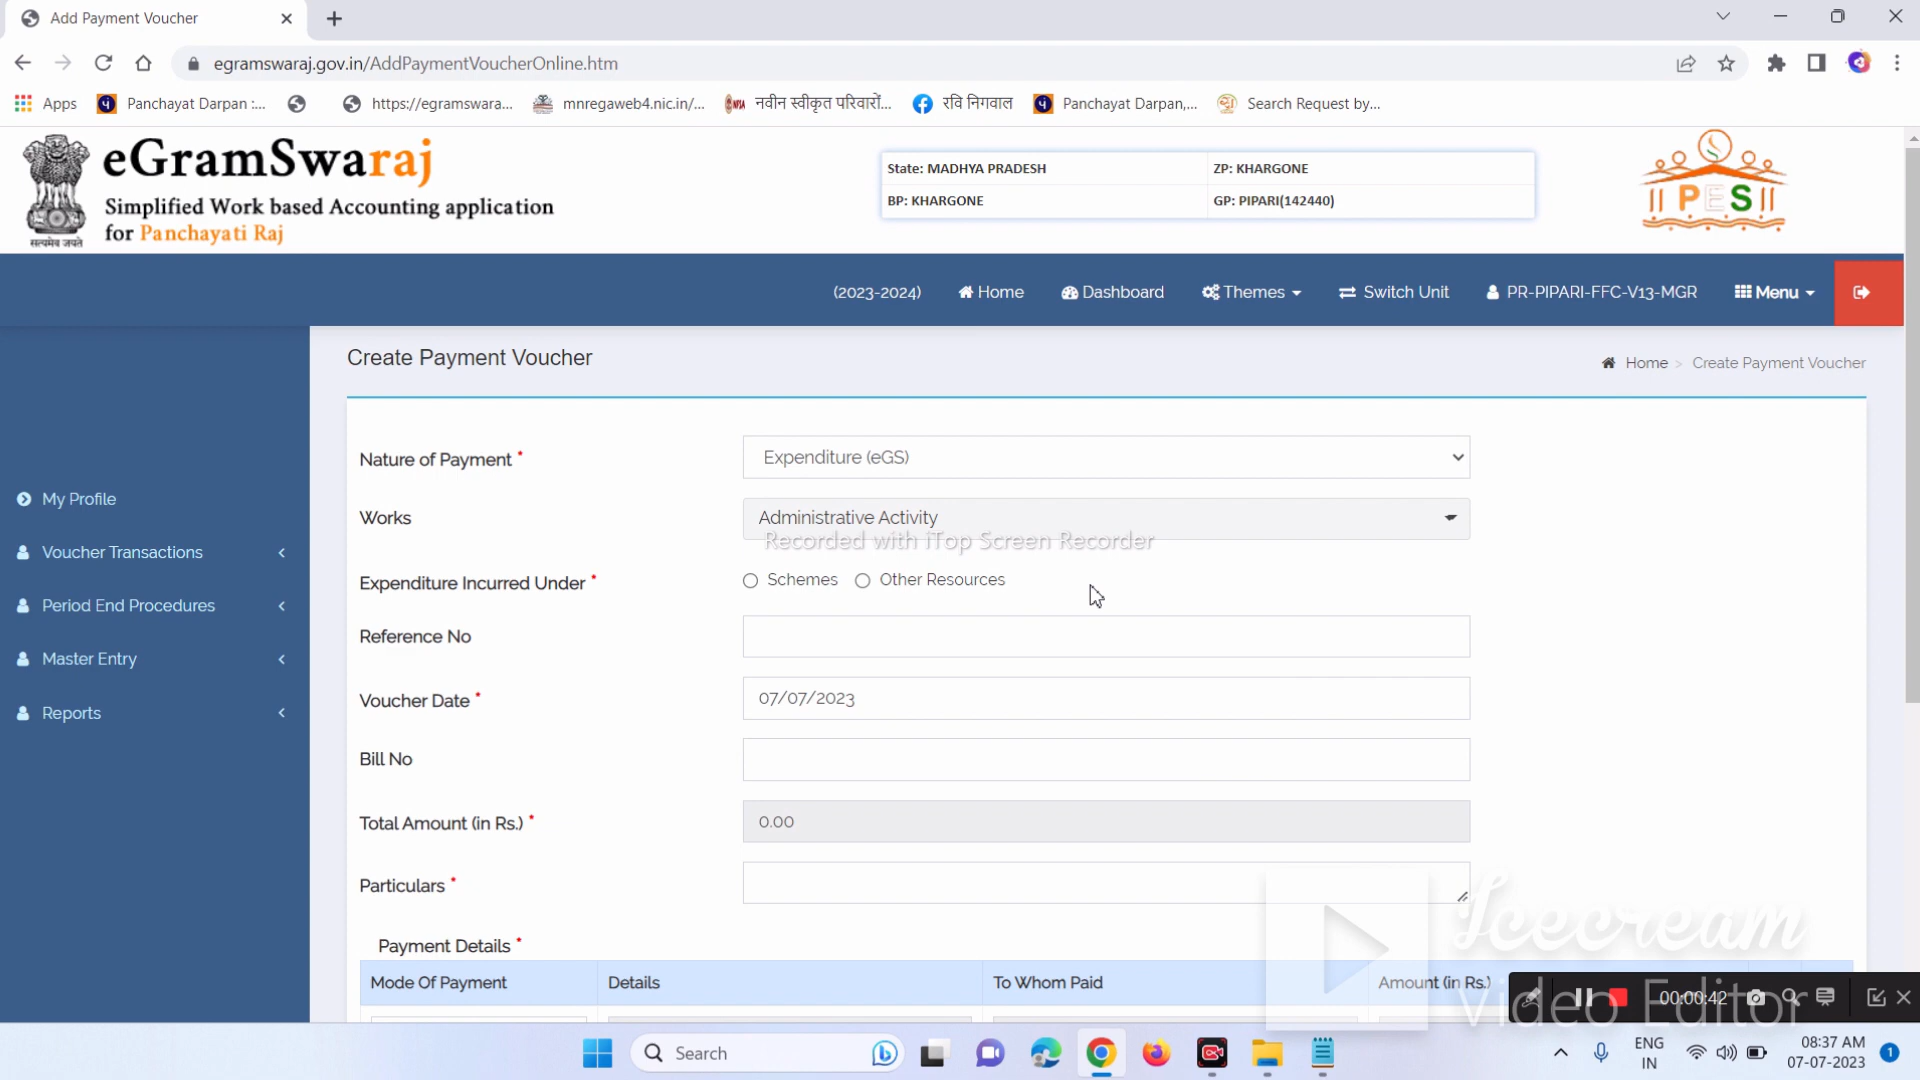 Add Payment Voucher
egramswaraj.gov.in/AddPaymentVoucherOnline.htm
Apps
Panchayat Darpan :...
https://egramswara...
mnregaweb4.nic.in/...
नवीन स्वीकृत परिवारों...
रवि निगवाल
Panchayat Darpan,...
Search Request by...
सत्यमेव जयते
eGramSwaraj
Simplified Work based Accounting application
for Panchayati Raj
State: MADHYA PRADESH
ZP: KHARGONE
BP: KHARGONE
GP: PIPARI(142440)
PES
(2023-2024)
Home
Dashboard
Themes
Switch Unit
PR-PIPARI-FFC-V13-MGR
Menu
My Profile
Voucher Transactions
Period End Procedures
Master Entry
Reports
Create Payment Voucher
Home > Create Payment Voucher
Nature of Payment *
Expenditure (eGS)
Works
Administrative Activity
Recorded with iTop Screen Recorder
Expenditure Incurred Under *
Schemes
Other Resources
Reference No
Voucher Date *
07/07/2023
Bill No
Total Amount (in Rs.) *
0.00
Particulars *
Payment Details *
Mode Of Payment
Details
To Whom Paid
Amount (in Rs.)
Icecream
Video Editor
00:00:42
Search
ENG
IN
08:37 AM
07-07-2023
1